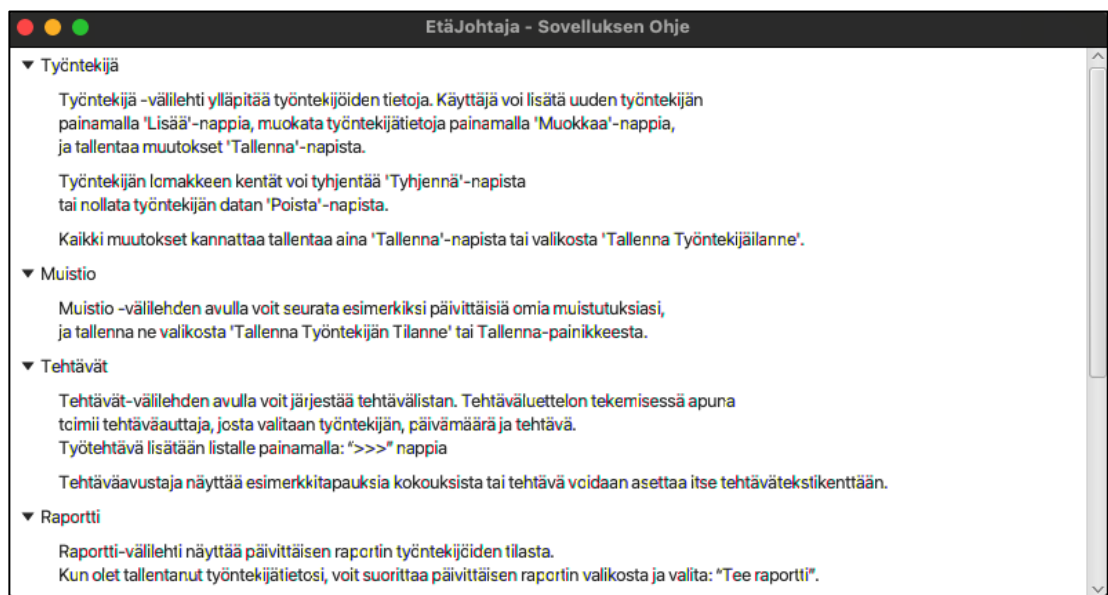 EtäJohtaja - Sovelluksen Ohje
Työntekijä
Työntekijä -välilehti ylläpitää työntekijöiden tietoja. Käyttäjä voi lisätä uuden työntekijän
painamalla 'Lisää'-nappia, muokata työntekijätietoja painamalla 'Muokkaa'-nappia,
ja tallentaa muutokset 'Tallenna'-napista.
Työntekijän lomakkeen kentät voi tyhjentää 'Tyhjennä'-napista
tai nollata työntekijän datan 'Poista'-napista.
Kaikki muutokset kannattaa tallentaa aina 'Tallenna'-napista tai valikosta 'Tallenna Työntekijäilanne'.
Muistio
Muistio -välilehden avulla voit seurata esimerkiksi päivittäisiä omia muistutuksiasi,
ja tallenna ne valikosta 'Tallenna Työntekijän Tilanne' tai Tallenna-painikkeesta.
Tehtävät
Tehtävät-välilehden avulla voit järjestää tehtävälistan. Tehtäväluettelon tekemisessä apuna
toimii tehtäväauttaja, josta valitaan työntekijän, päivämäärä ja tehtävä.
Työtehtävä lisätään listalle painamalla: “>>>” nappia
Tehtäväavustaja näyttää esimerkkitapauksia kokouksista tai tehtävä voidaan asettaa itse tehtävätekstikenttään.
Raportti
Raportti-välilehti näyttää päivittäisen raportin työntekijöiden tilasta.
Kun olet tallentanut työntekijätietosi, voit suorittaa päivittäisen raportin valikosta ja valita: “Tee raportti”.